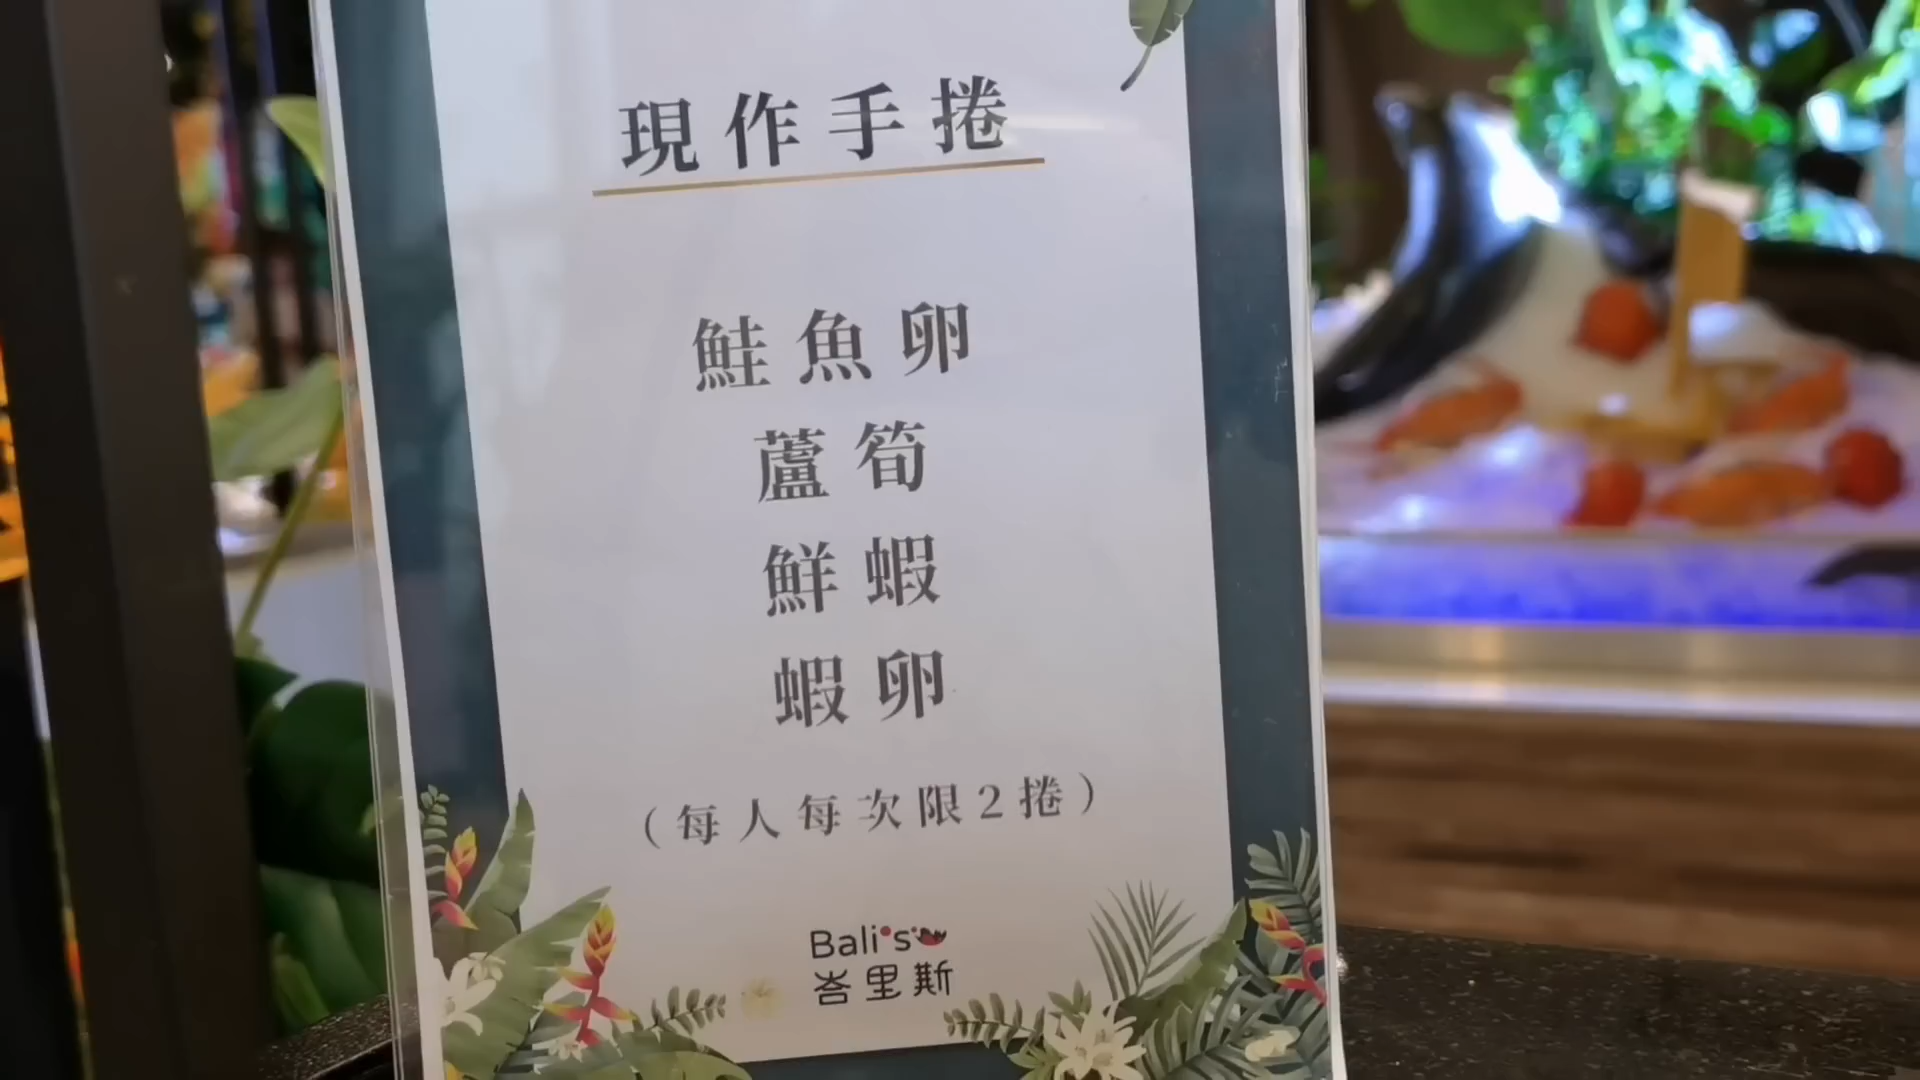 現作手捲
鮭魚卵
蘆筍
鮮蝦
蝦卵
（每人每次限2捲）
Bali's
峇里斯